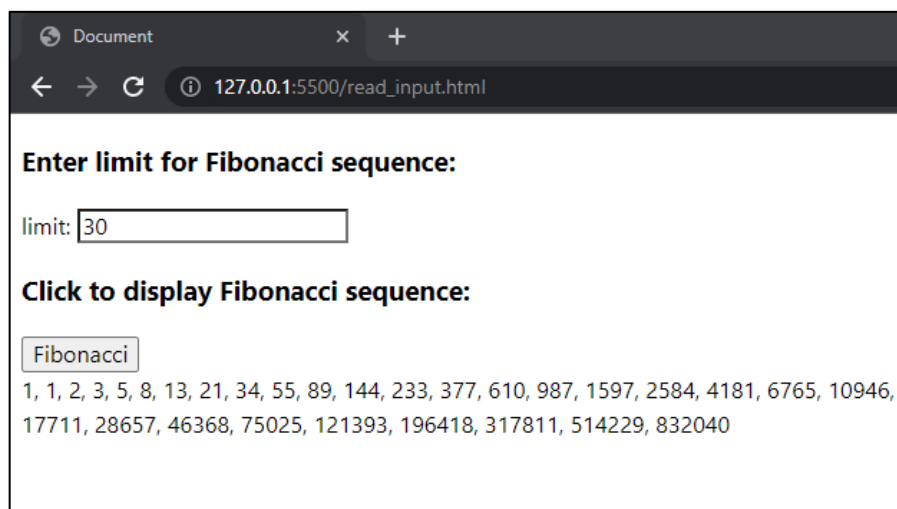 Document
127.0.0.1:5500/read_input.html
Enter limit for Fibonacci sequence:
limit: 30
Click to display Fibonacci sequence:
Fibonacci
1, 1, 2, 3, 5, 8, 13, 21, 34, 55, 89, 144, 233, 377, 610, 987, 1597, 2584, 4181, 6765, 10946,
17711, 28657, 46368, 75025, 121393, 196418, 317811, 514229, 832040